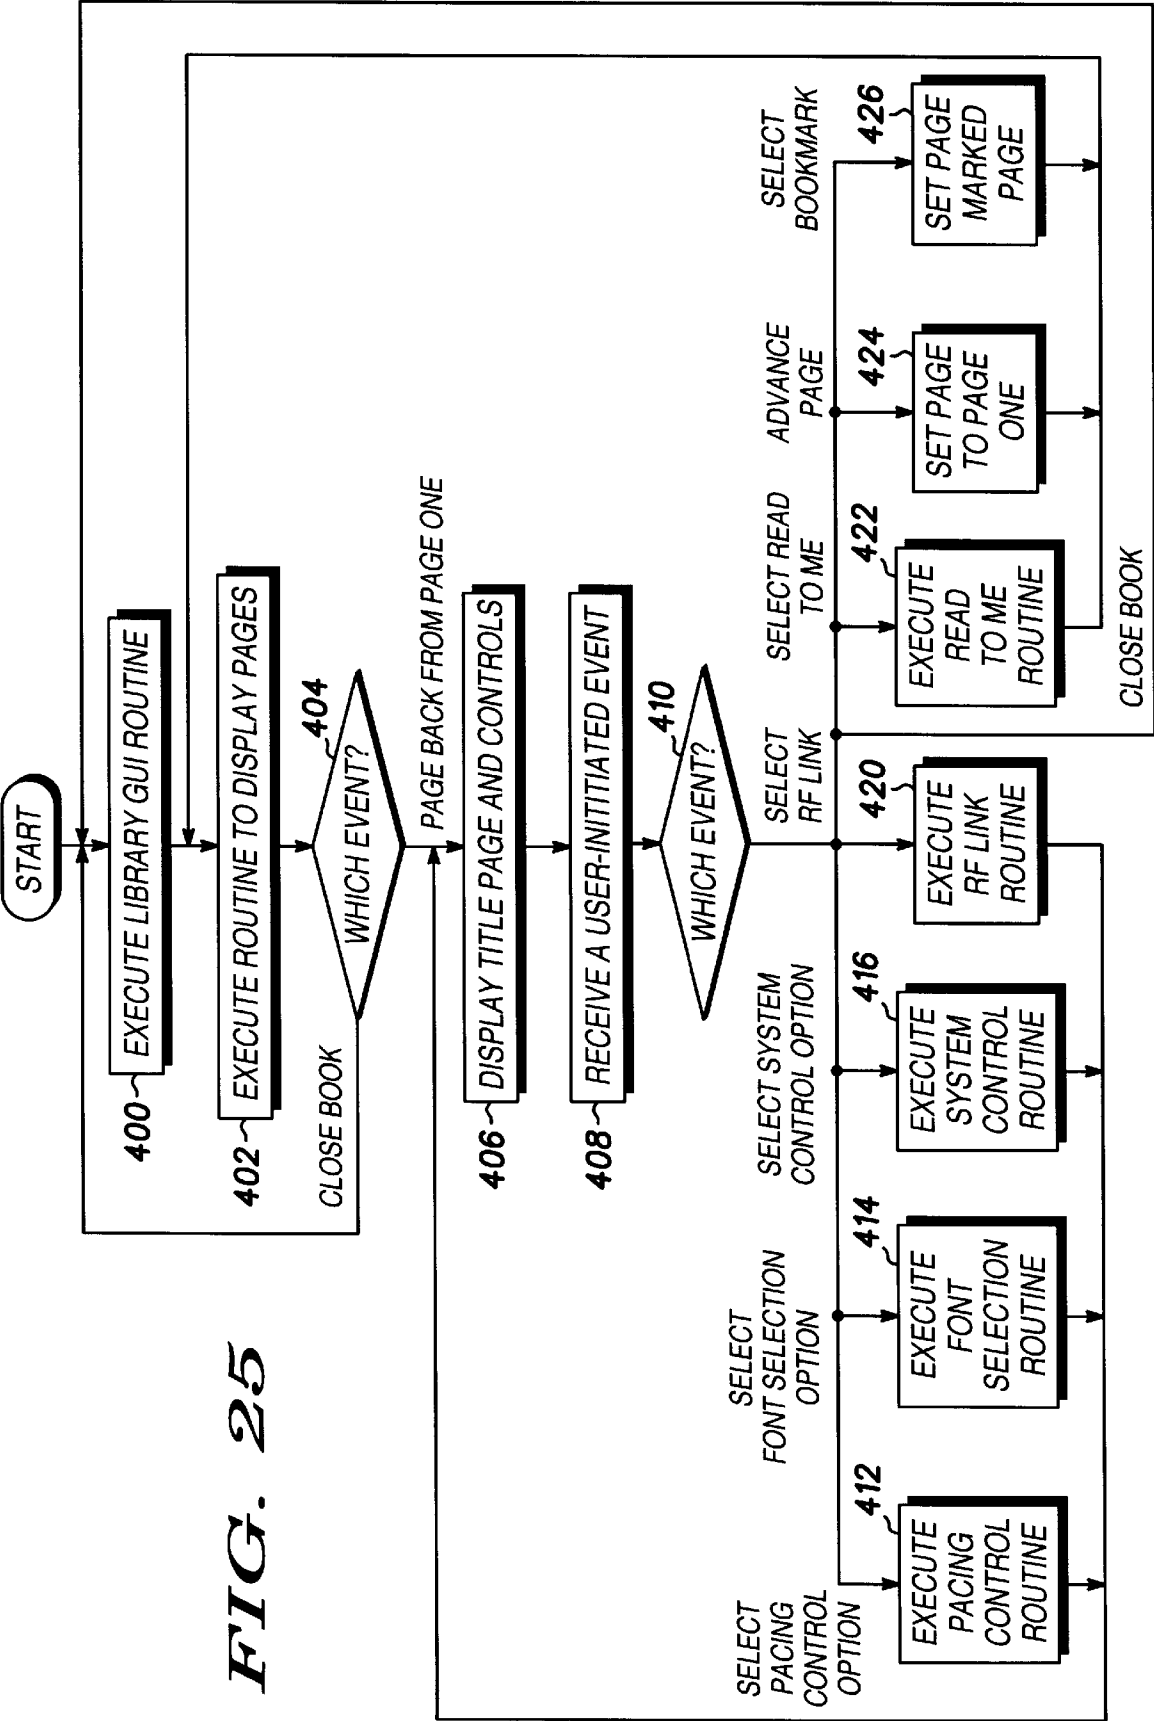 FIG. 25
START
EXECUTE LIBRARY GUI ROUTINE
400
EXECUTE ROUTINE TO DISPLAY PAGES
402
WHICH EVENT?
404
CLOSE BOOK
PAGE BACK FROM PAGE ONE
DISPLAY TITLE PAGE AND CONTROLS
406
RECEIVE A USER-INITIATED EVENT
408
WHICH EVENT?
410
SELECT
PACING
CONTROL
OPTION
412
EXECUTE
PACING
CONTROL
ROUTINE
SELECT
FONT SELECTION
OPTION
414
EXECUTE
FONT
SELECTION
ROUTINE
SELECT SYSTEM
CONTROL OPTION
416
EXECUTE
SYSTEM
CONTROL
ROUTINE
SELECT
RF LINK
420
EXECUTE
RF LINK
ROUTINE
SELECT READ
TO ME
422
EXECUTE
READ
TO ME
ROUTINE
ADVANCE
PAGE
424
SET PAGE
TO PAGE
ONE
SELECT
BOOKMARK
426
SET PAGE
MARKED
PAGE
CLOSE BOOK